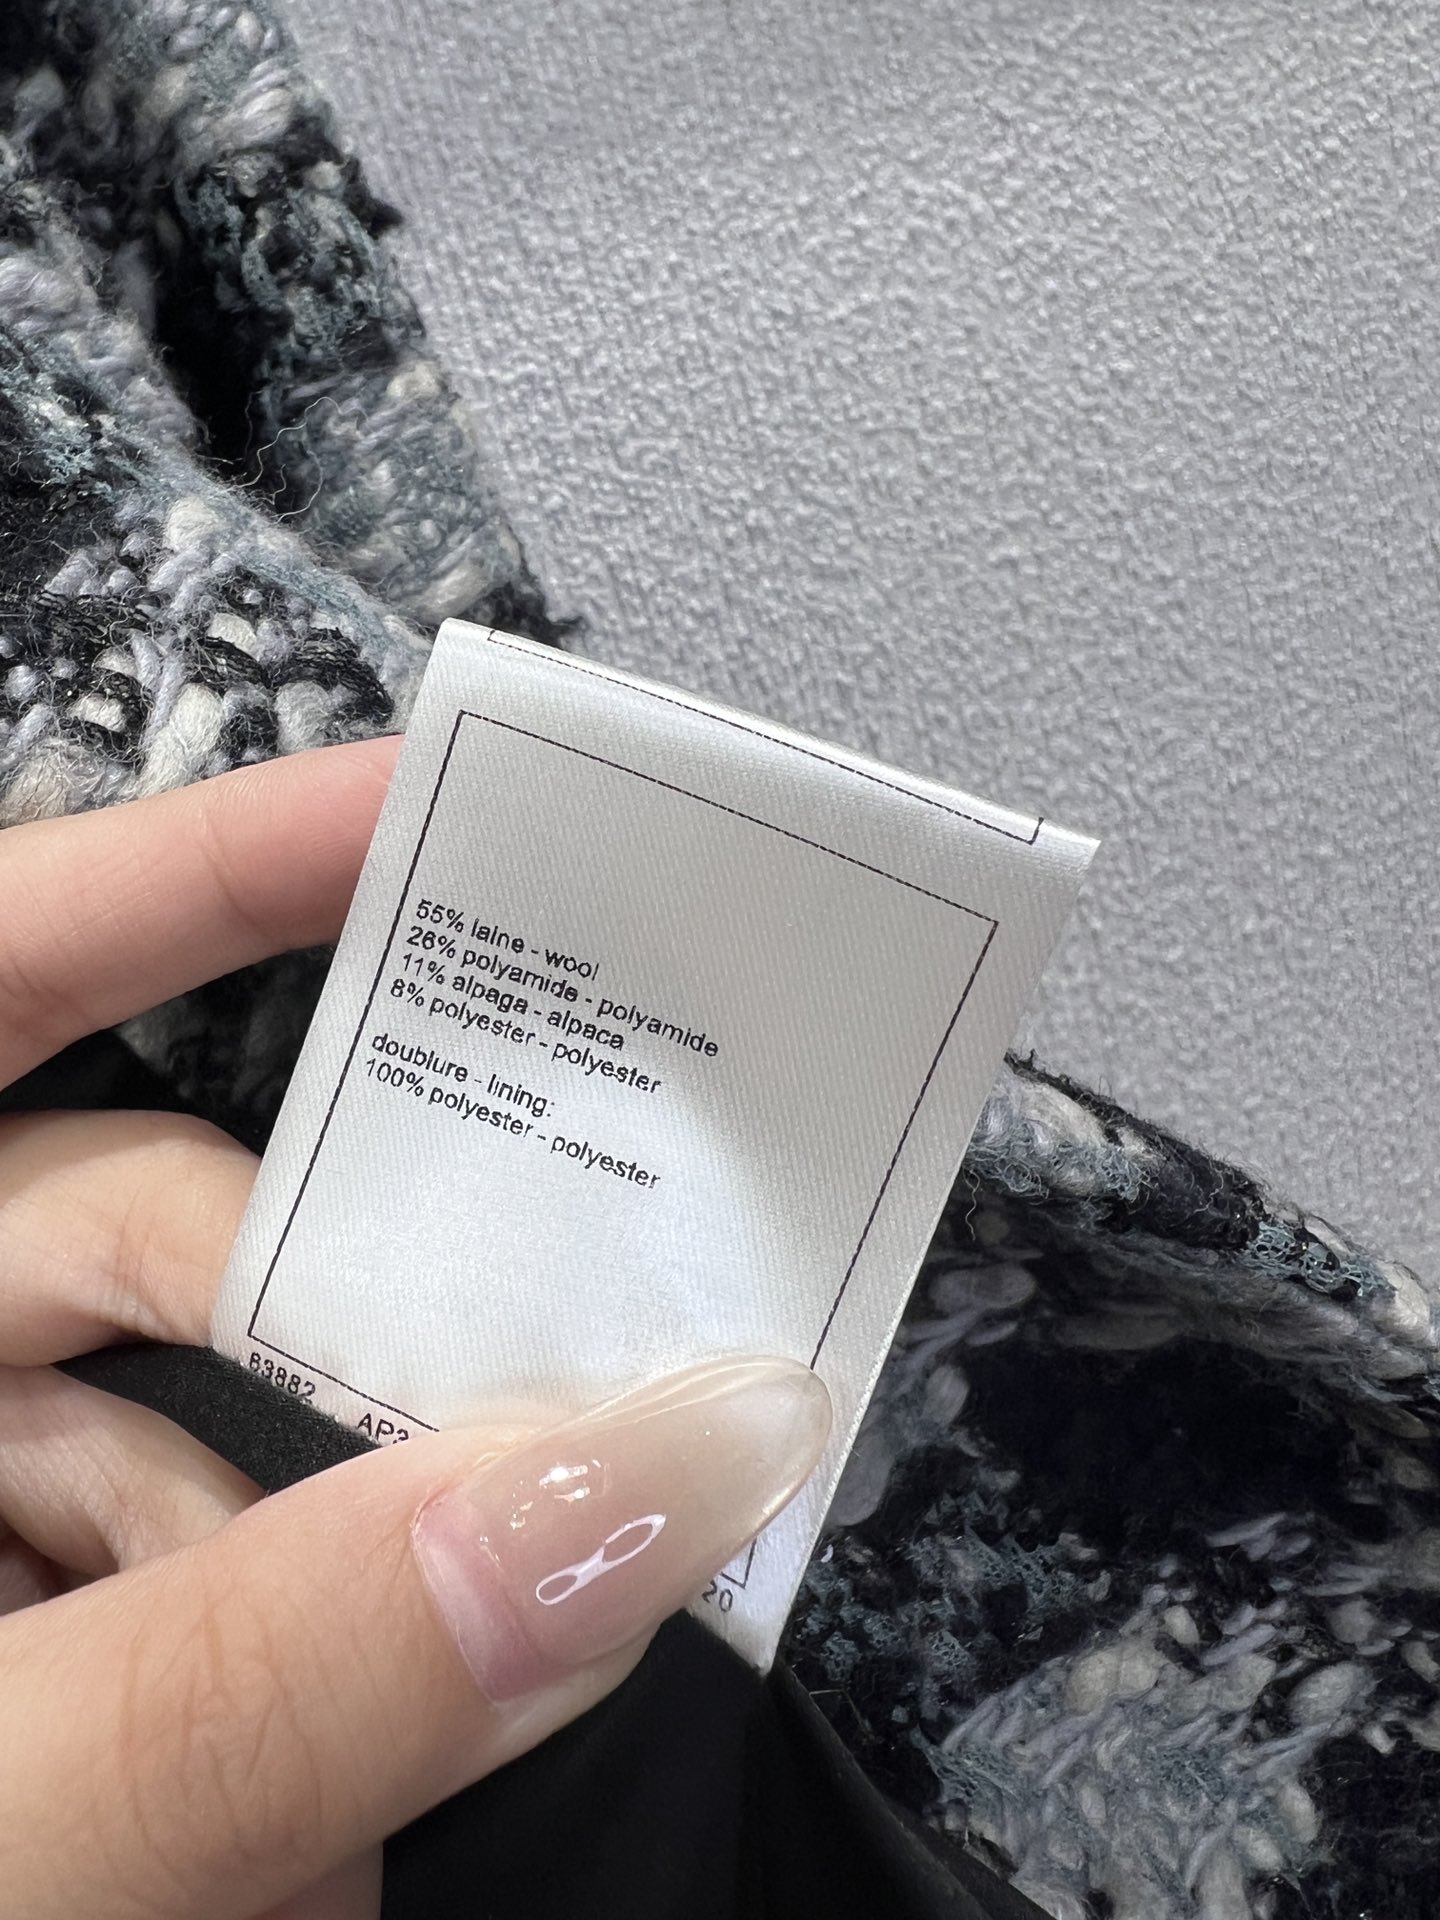 55% laine - wool
26% polyamide - polyamide
11% alpaga - alpaca
8% polyester - polyester
doublure - lining:
100% polyester - polyester
63882
AP3
20